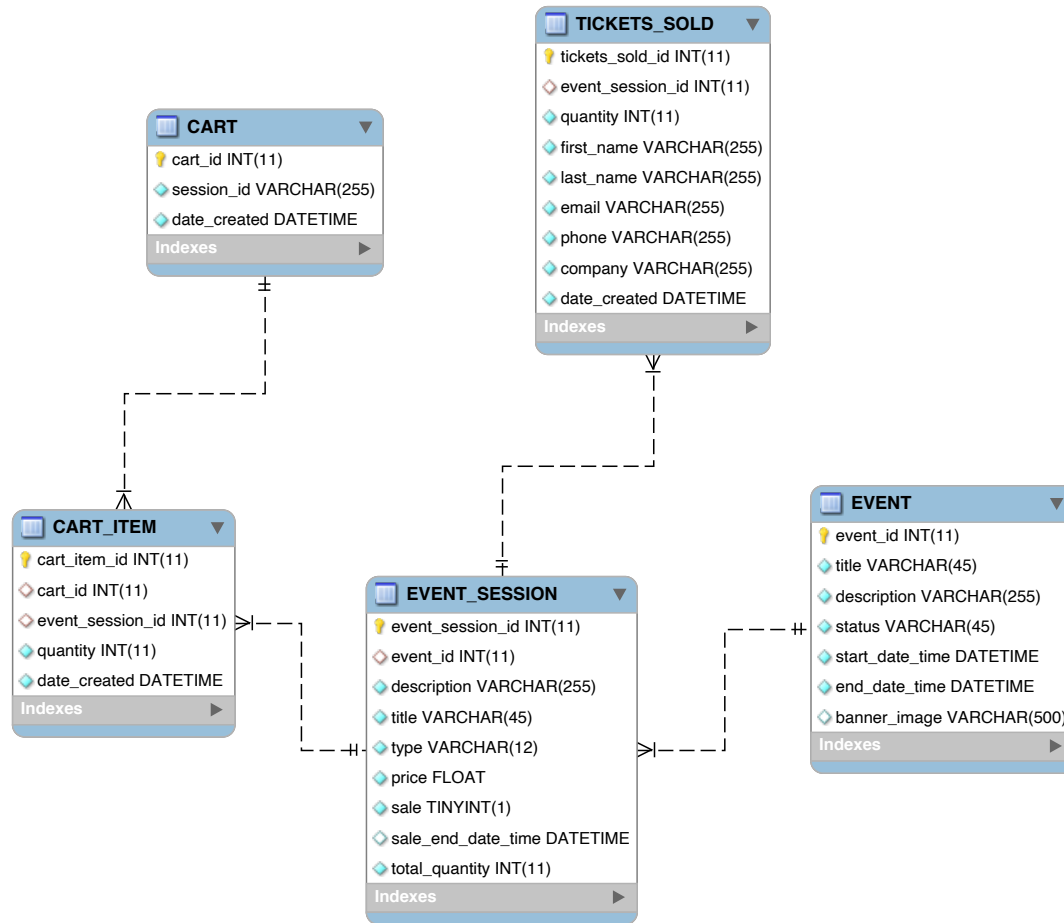 TICKETS_SOLD
tickets_sold_id INT(11)
event_session_id INT(11)
quantity INT(11)
first_name VARCHAR(255)
last_name VARCHAR(255)
email VARCHAR(255)
phone VARCHAR(255)
company VARCHAR(255)
date_created DATETIME
Indexes
CART
cart_id INT(11)
session_id VARCHAR(255)
date_created DATETIME
Indexes
CART_ITEM
cart_item_id INT(11)
cart_id INT(11)
event_session_id INT(11)
quantity INT(11)
date_created DATETIME
Indexes
EVENT_SESSION
event_session_id INT(11)
event_id INT(11)
description VARCHAR(255)
title VARCHAR(45)
type VARCHAR(12)
price FLOAT
sale TINYINT(1)
sale_end_date_time DATETIME
total_quantity INT(11)
Indexes
EVENT
event_id INT(11)
title VARCHAR(45)
description VARCHAR(255)
status VARCHAR(45)
start_date_time DATETIME
end_date_time DATETIME
banner_image VARCHAR(500)
Indexes